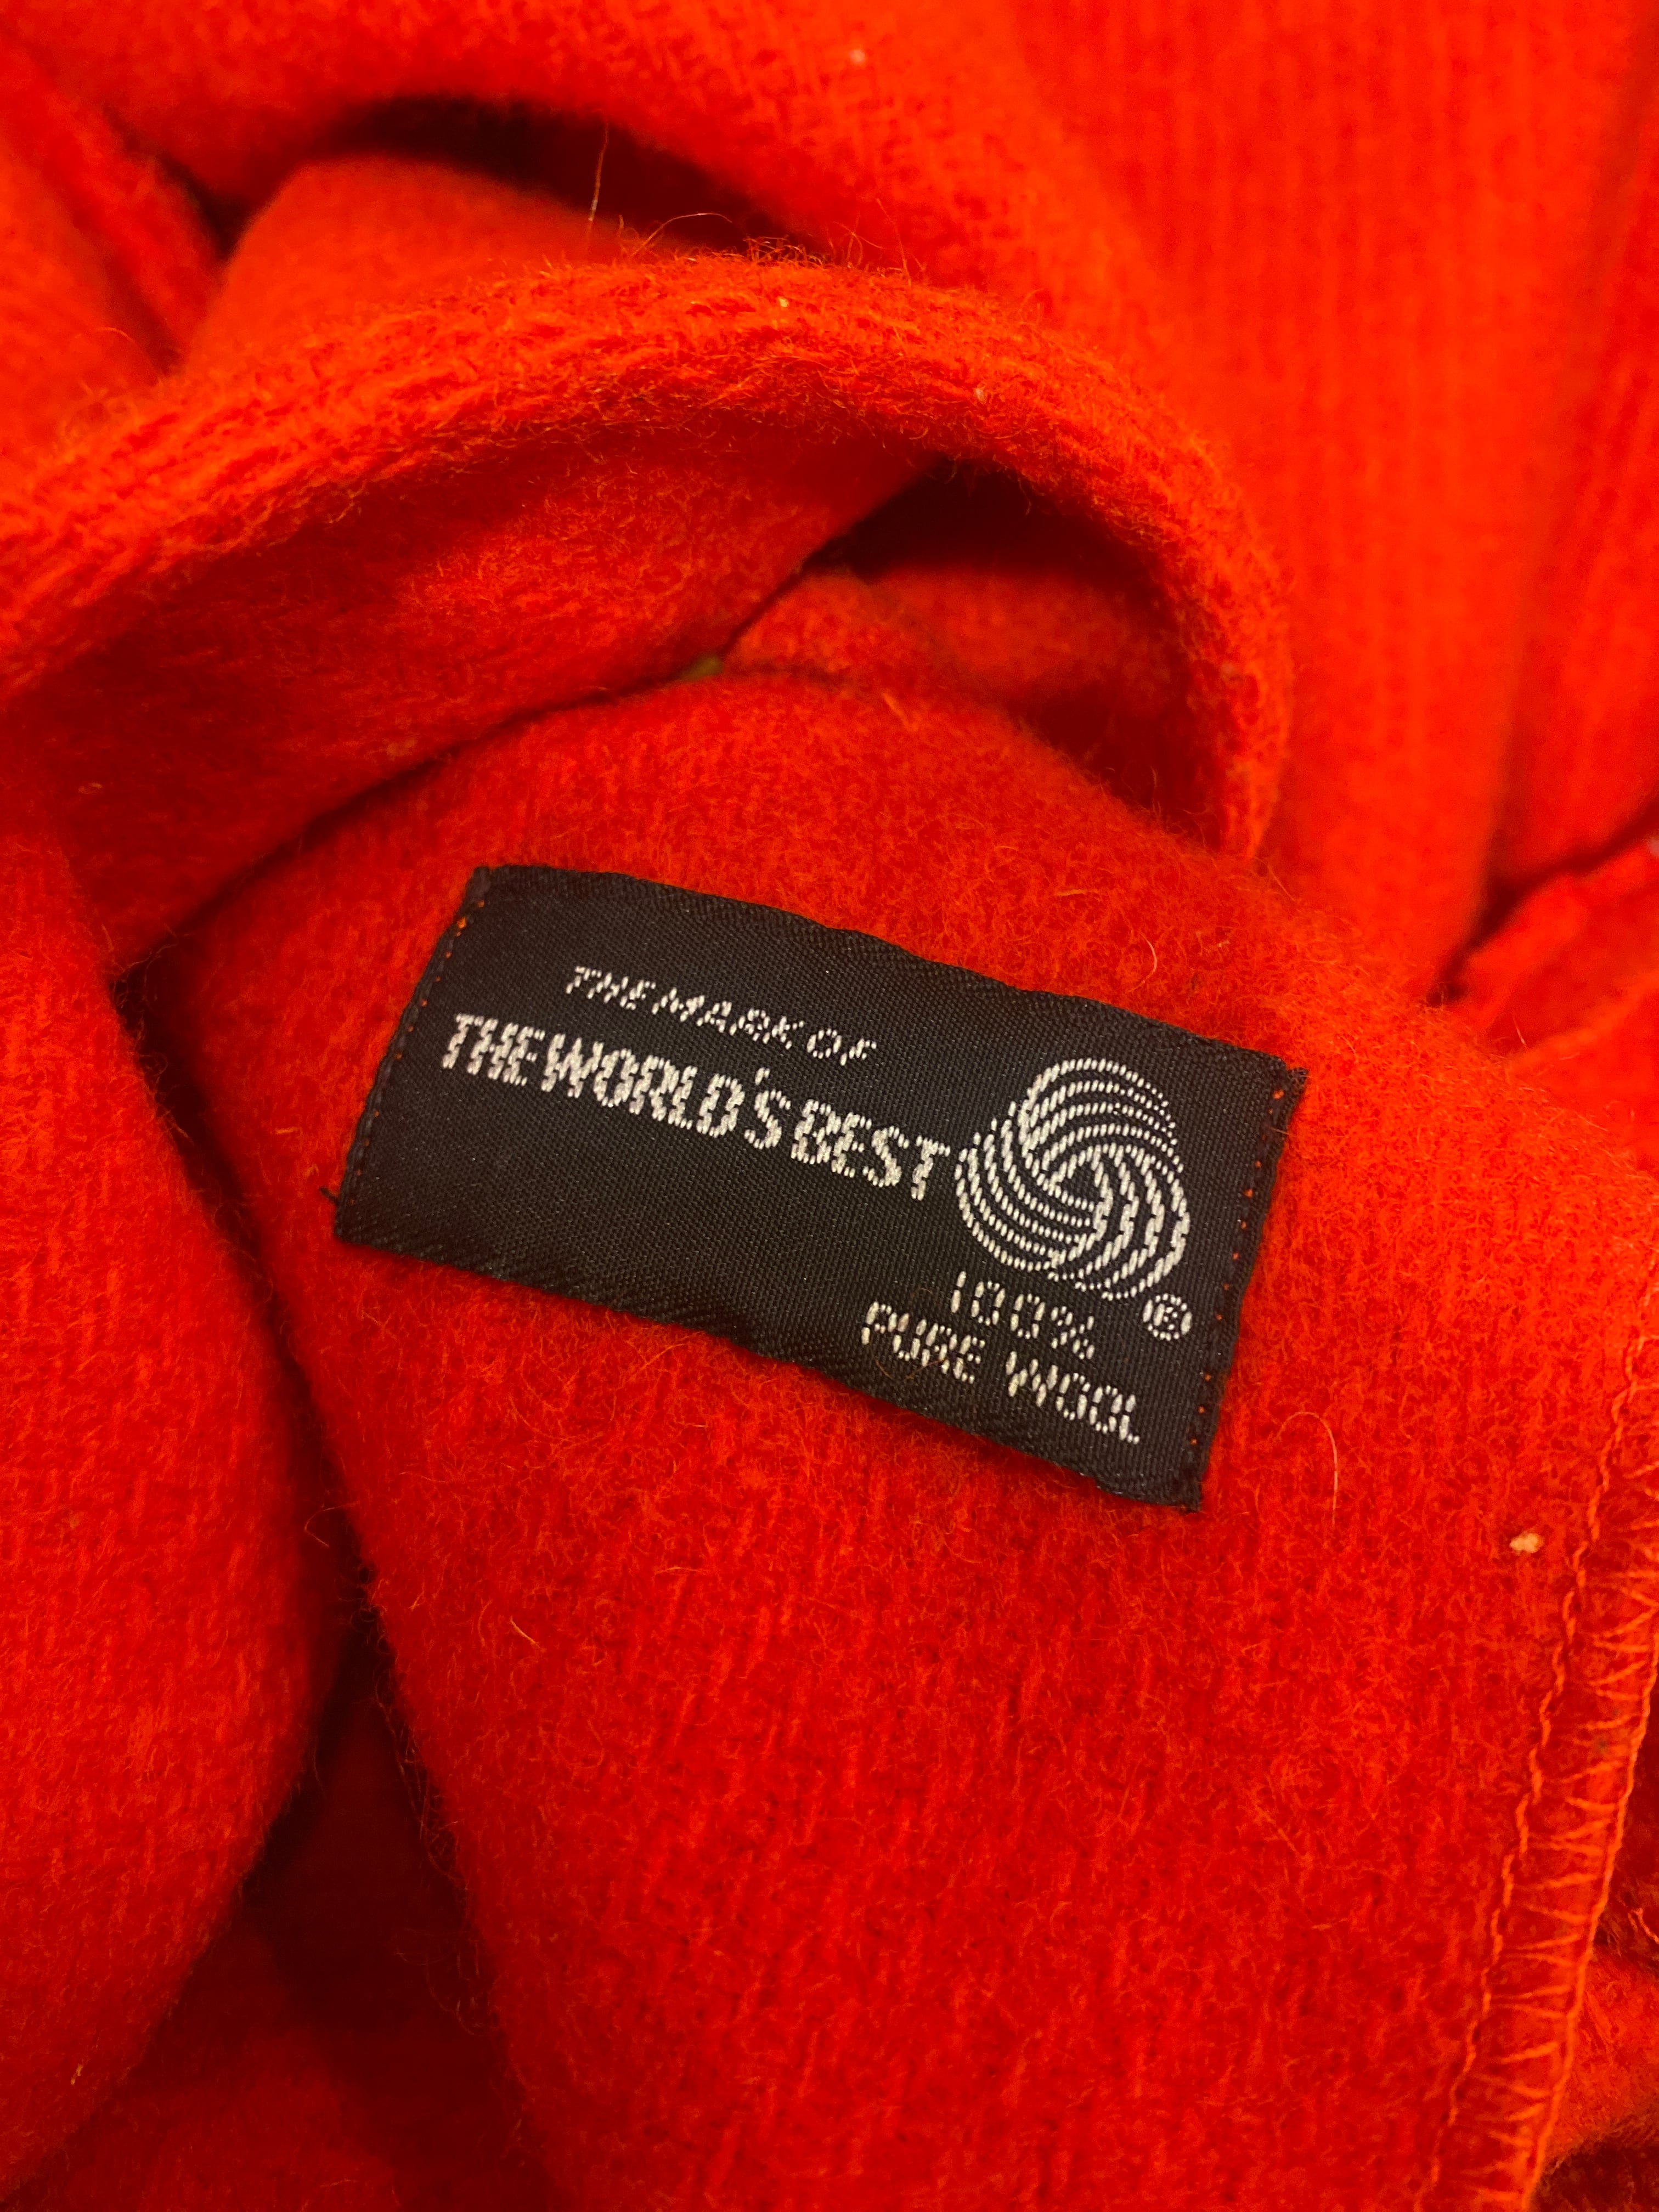 THE MARK OF
THE WORLD'S BEST
®
100%
PURE WOOL